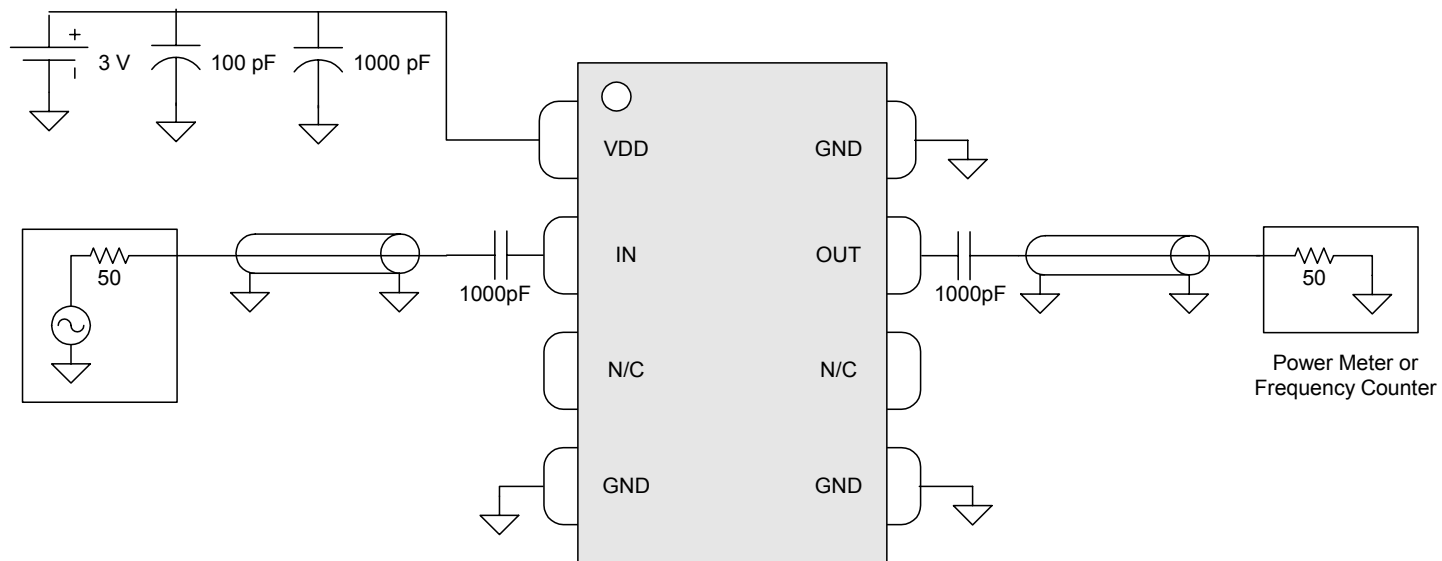 +
3 V
100 pF
1000 pF
VDD
GND
50
1000pF
IN
OUT
1000pF
50
N/C
N/C
Power Meter or
Frequency Counter
GND
GND